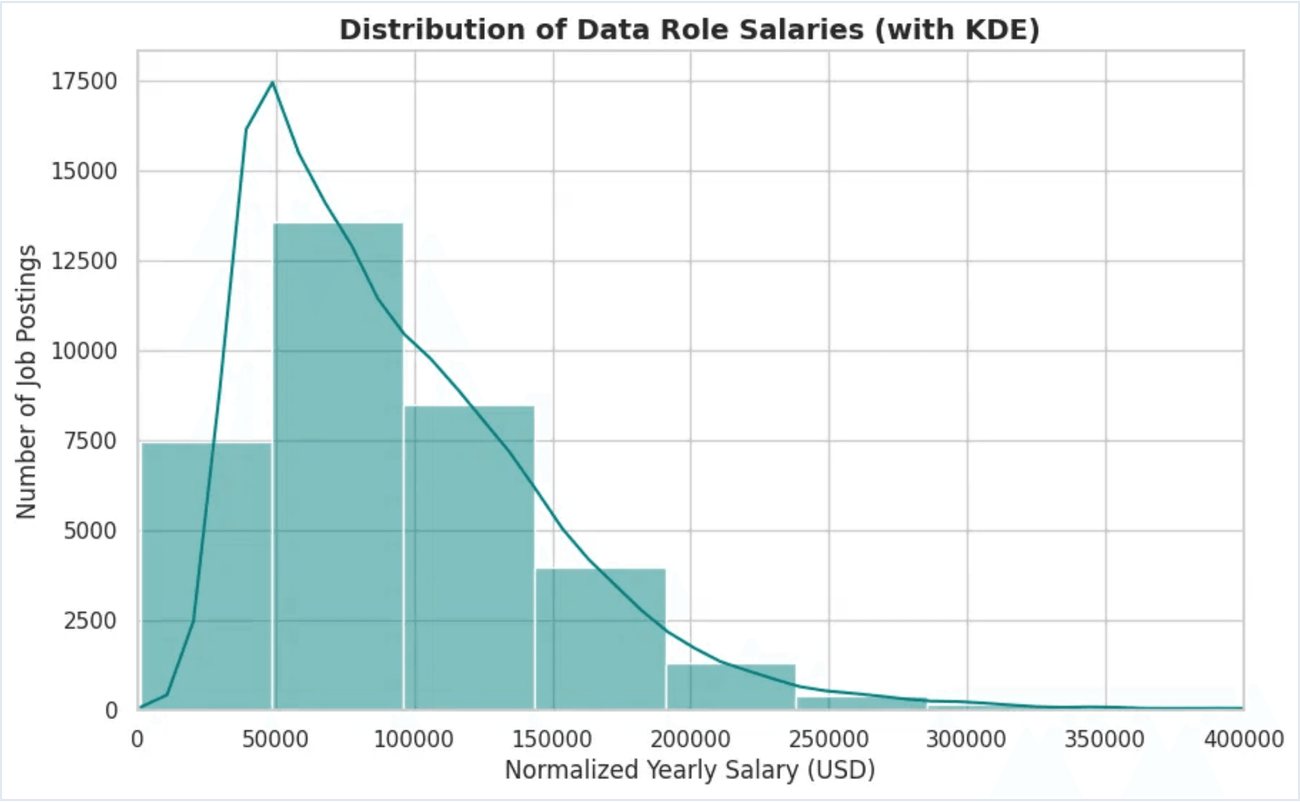 Distribution of Data Role Salaries (with KDE)
Number of Job Postings
17500
15000
12500
10000
7500
5000
2500
0
0 50000 100000 150000 200000 250000 300000 350000 400000
Normalized Yearly Salary (USD)